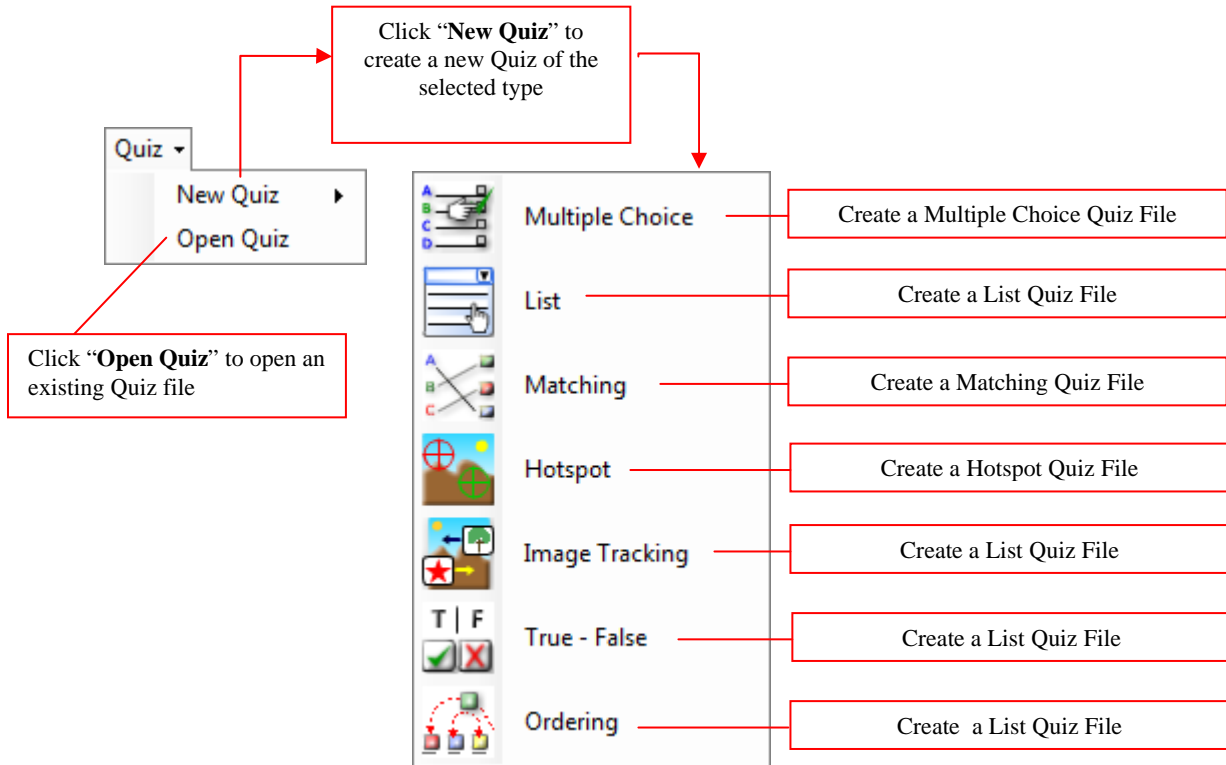 Click “New Quiz” to
create a new Quiz of the
selected type
Quiz
New Quiz
Open Quiz
Click “Open Quiz” to open an
existing Quiz file
A
B
C
D
Multiple Choice
Create a Multiple Choice Quiz File
List
Create a List Quiz File
A
B
C
Matching
Create a Matching Quiz File
Hotspot
Create a Hotspot Quiz File
Image Tracking
Create a List Quiz File
T | F
True - False
Create a List Quiz File
Ordering
Create a List Quiz File